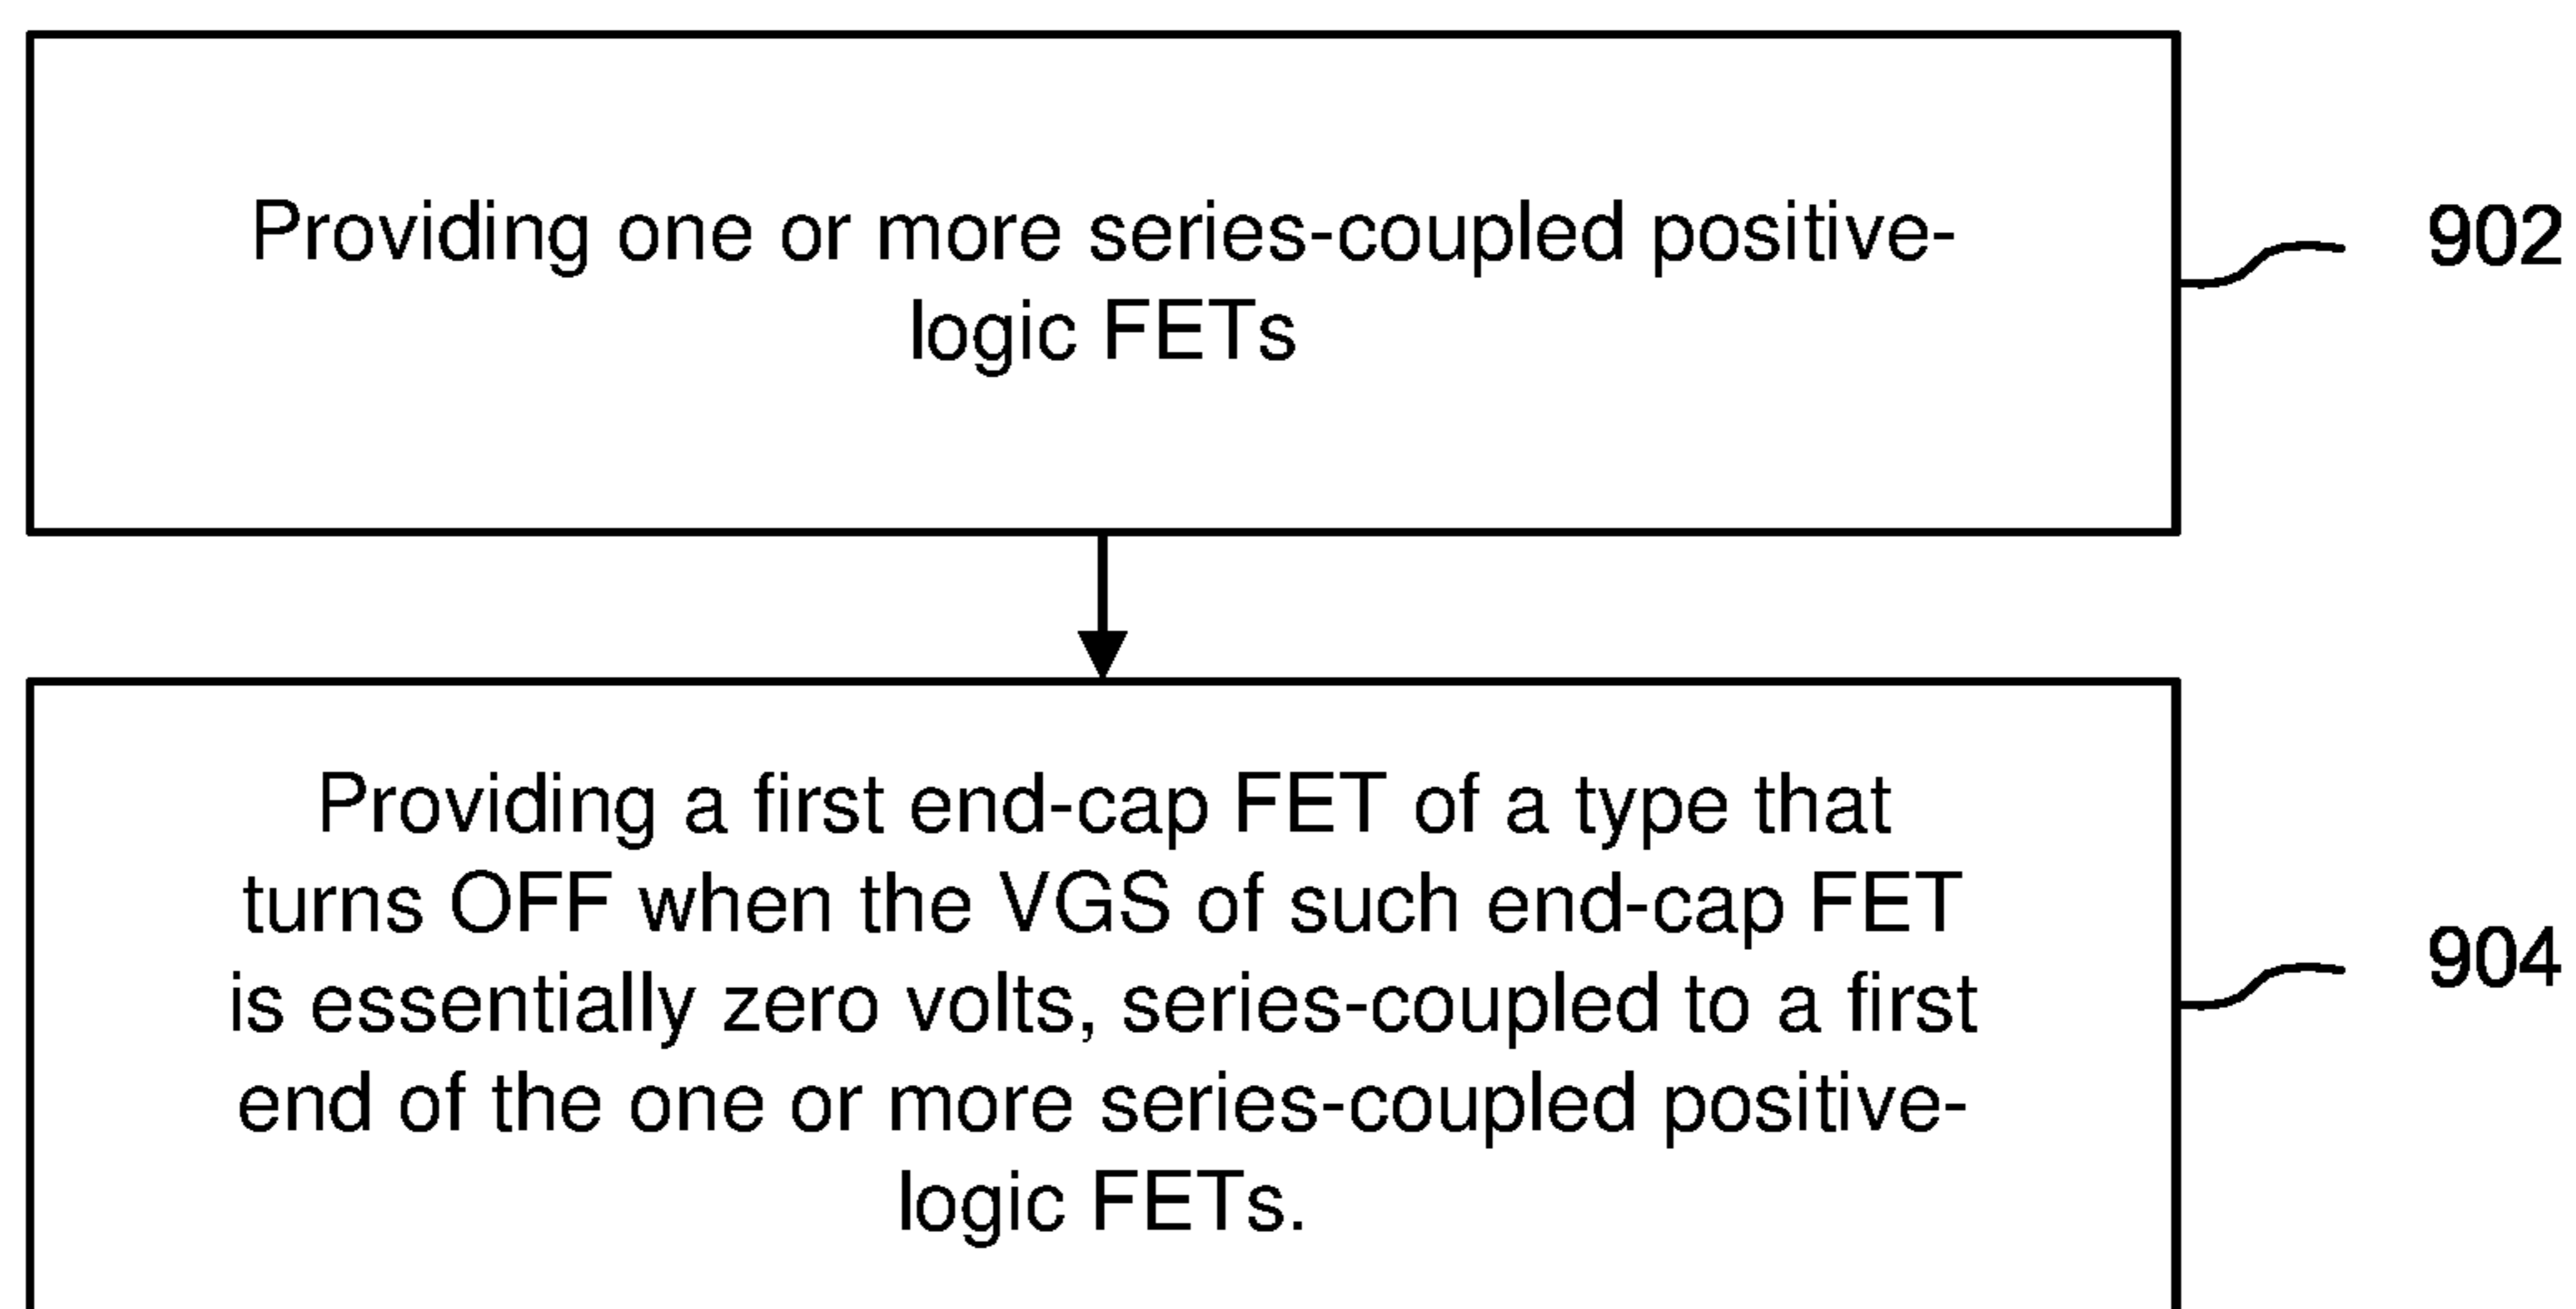 Providing one or more series-coupled positive-
logic FETs
902
Providing a first end-cap FET of a type that
turns OFF when the VGS of such end-cap FET
is essentially zero volts, series-coupled to a first
end of the one or more series-coupled positive-
logic FETs.
904